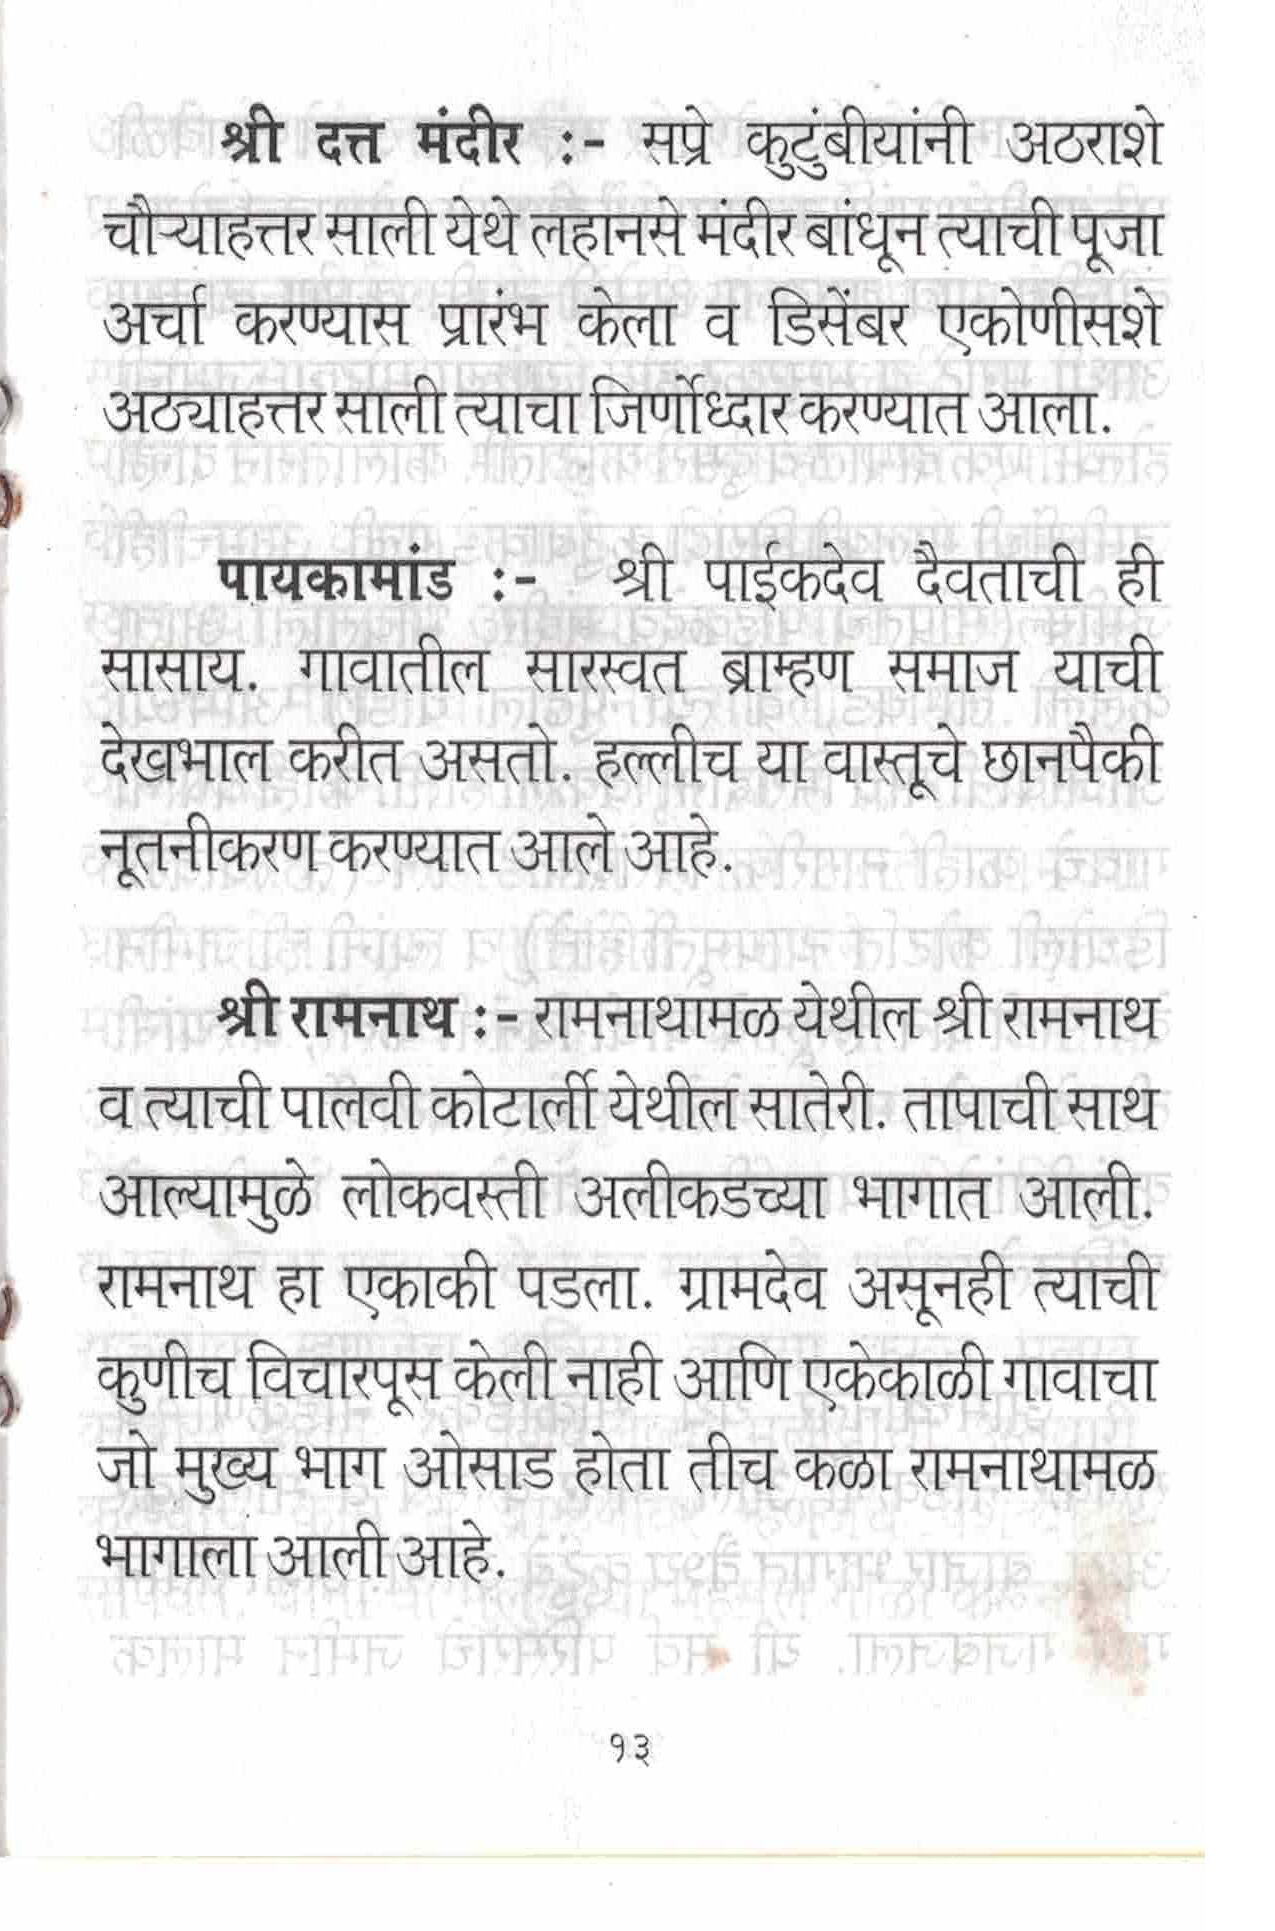 श्री दत्त मंदीर :- सप्रे कुटुंबीयांनी अठराशे
चौऱ्याहत्तर साली येथे लहानसे मंदीर बांधून त्याची पूजा
अर्चा करण्यास प्रारंभ केला व डिसेंबर एकोणीसशे
अठ्याहत्तर साली त्याचा जिर्णोध्दार करण्यात आला.
पायकामांड :- श्री पाईकदेव दैवताची ही
सासाय. गावातील सारस्वत ब्राम्हण समाज याची
देखभाल करीत असतो. हल्लीच या वास्तूचे छानपैकी
नूतनीकरण करण्यात आले आहे.
श्री रामनाथ :- रामनाथामळ येथील श्री रामनाथ
व त्याची पालवी कोटार्ली येथील सातेरी. तापाची साथ
आल्यामुळे लोकवस्ती अलीकडच्या भागात आली.
रामनाथ हा एकाकी पडला. ग्रामदेव असूनही त्याची
कुणीच विचारपूस केली नाही आणि एकेकाळी गावाचा
जो मुख्य भाग ओसाड होता तीच कळा रामनाथामळ
भागाला आली आहे.
१३